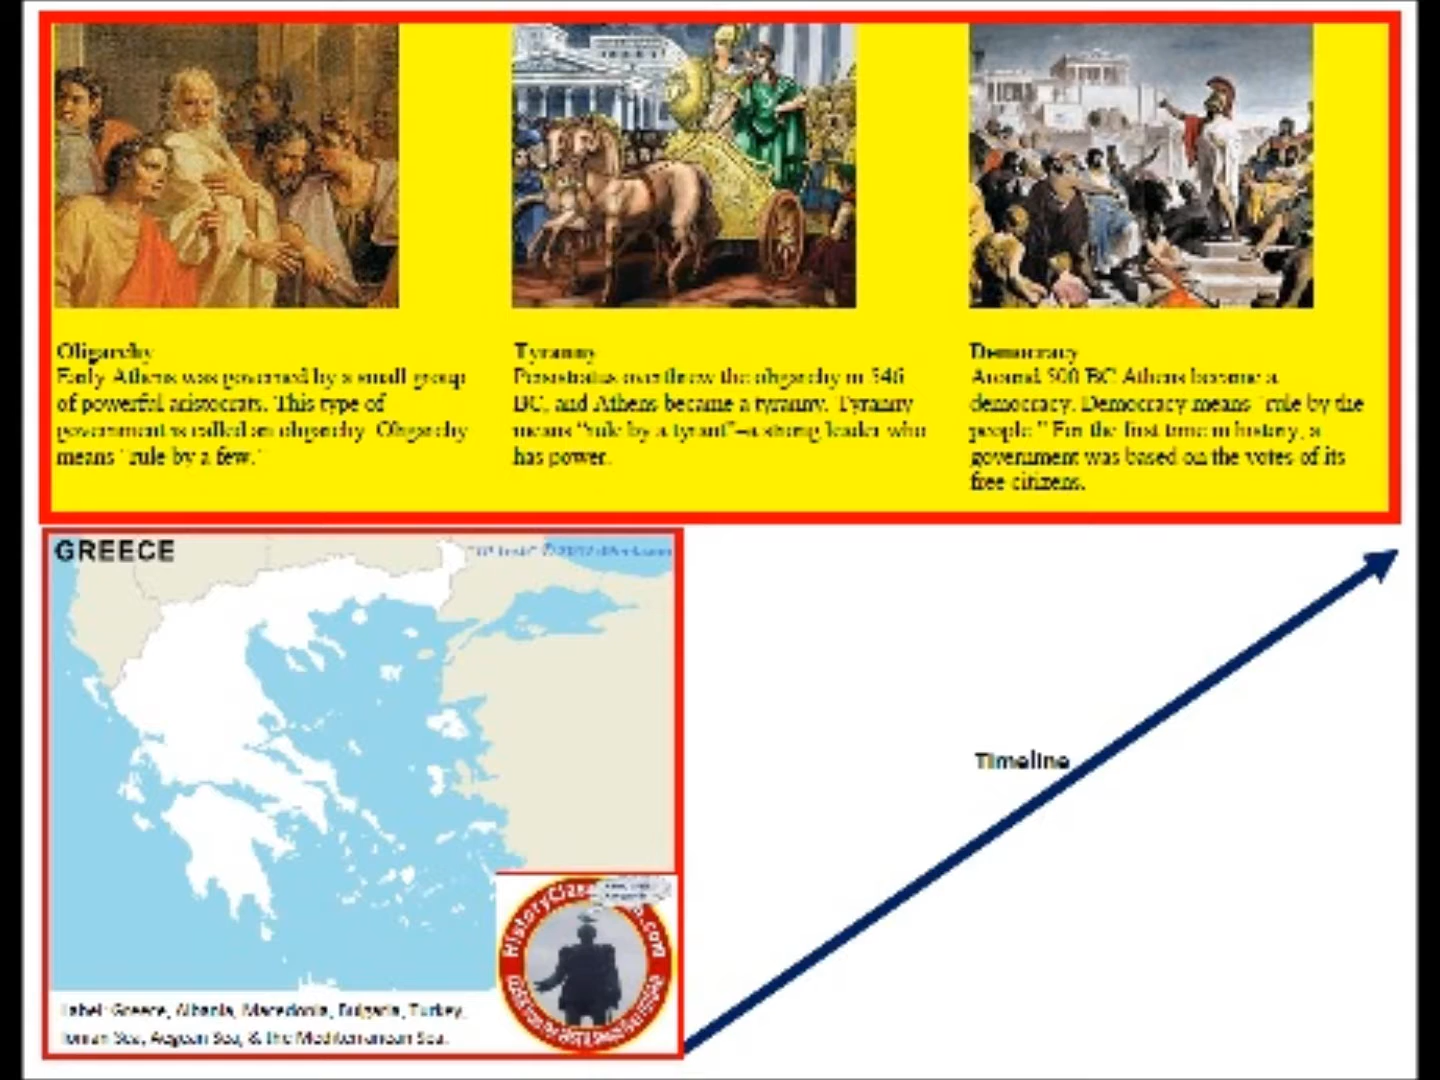 Oligarchy
Early Athens was governed by a small group
of powerful aristocrats. This type of
government is called an oligarchy. Oligarchy
means "rule by a few."
Tyranny
Peisistratus overthrew the oligarchy in 546
BC, and Athens became a tyranny. Tyranny
means "rule by a tyrant"–a strong leader who
has power.
Democracy
Around 500 BC Athens became a
democracy. Democracy means "rule by the
people." For the first time in history, a
government was based on the votes of its
free citizens.
GREECE
Timeline
Label: Greece, Albania, Macedonia, Bulgaria, Turkey,
Ionian Sea, Aegean Sea, & the Mediterranean Sea.